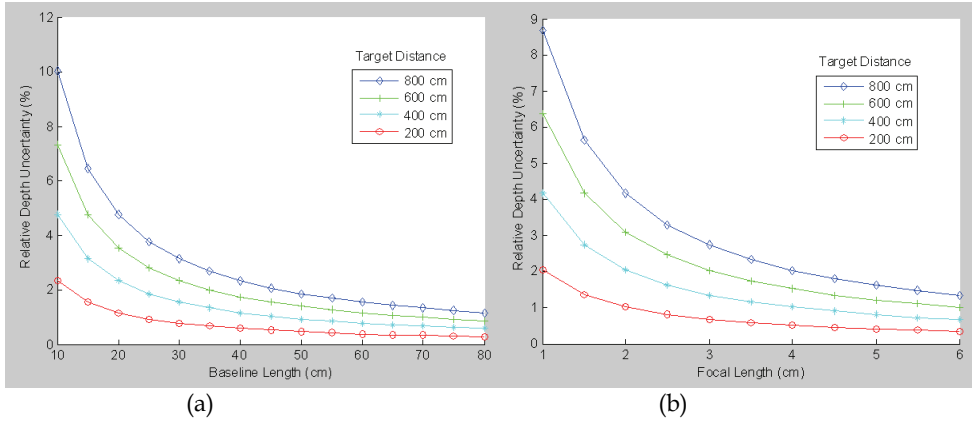 12
10
8
6
4
2
0
Relative Depth Uncertainty (%)
Target Distance
800 cm
600 cm
400 cm
200 cm
10 20 30 40 50 60 70 80
Baseline Length (cm)
(a)
9
8
7
6
5
4
3
2
1
0
Relative Depth Uncertainty (%)
Target Distance
800 cm
600 cm
400 cm
200 cm
1 2 3 4 5 6
Focal Length (cm)
(b)